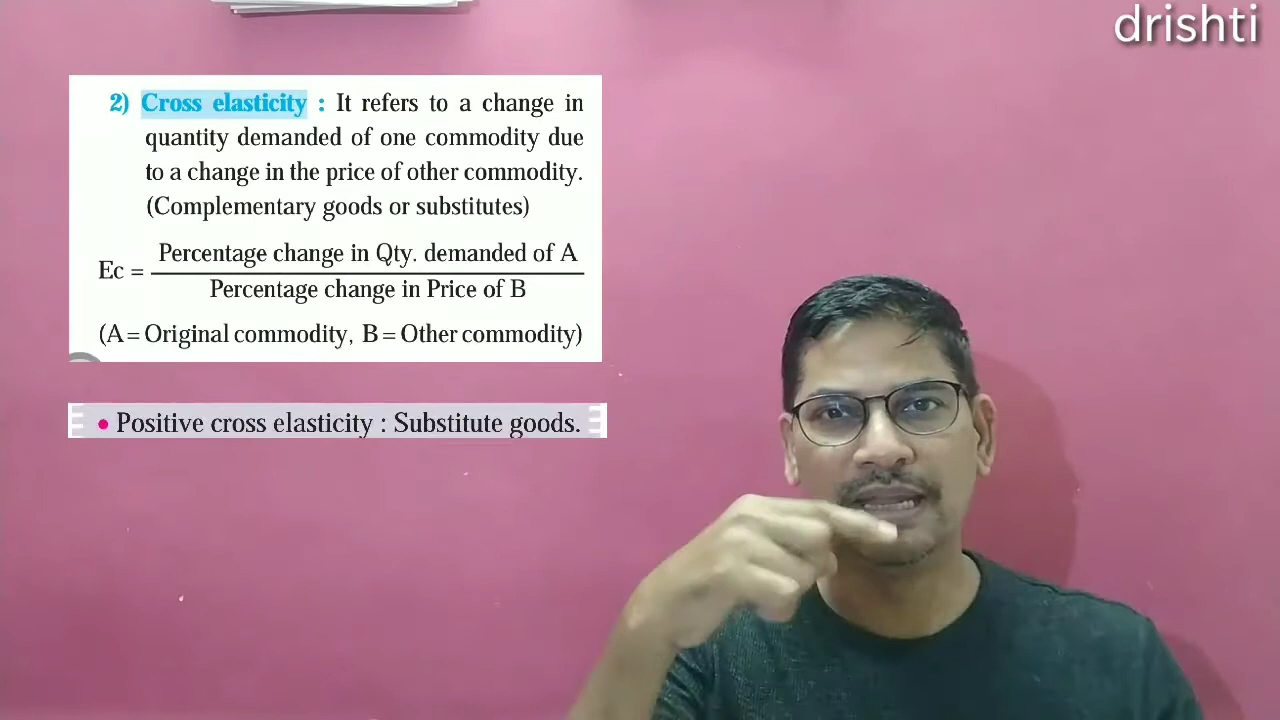 drishti
2) Cross elasticity : It refers to a change in
quantity demanded of one commodity due
to a change in the price of other commodity.
(Complementary goods or substitutes)
Ec = Percentage change in Qty. demanded of A
Percentage change in Price of B
(A = Original commodity, B = Other commodity)
• Positive cross elasticity : Substitute goods.